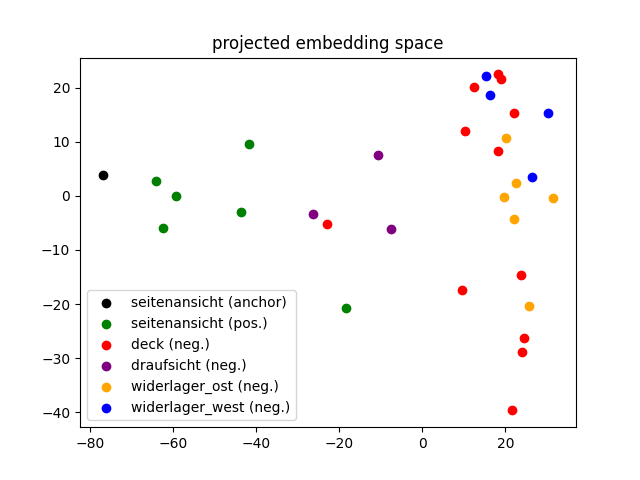 projected embedding space
20
10
0
−10
−20
−30
−40
seitenansicht (anchor)
seitenansicht (pos.)
deck (neg.)
draufsicht (neg.)
widerlager_ost (neg.)
widerlager_west (neg.)
−80 −60 −40 −20 0 20